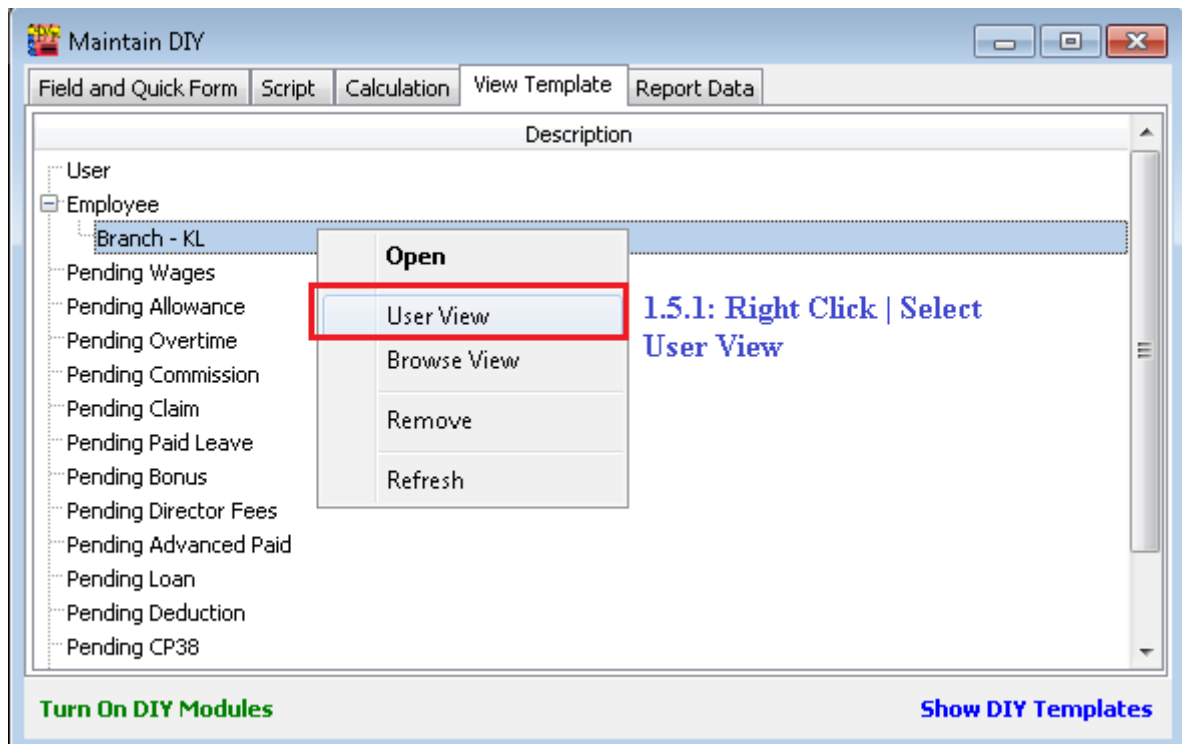 Maintain DIY
Field and Quick Form Script Calculation View Template Report Data
Description
User
Employee
Branch - KL
Pending Wages
Pending Allowance
Pending Overtime
Pending Commission
Pending Claim
Pending Paid Leave
Pending Bonus
Pending Director Fees
Pending Advanced Paid
Pending Loan
Pending Deduction
Pending CP38
Open
User View
Browse View
Remove
Refresh
1.5.1: Right Click | Select
User View
Turn On DIY Modules Show DIY Templates